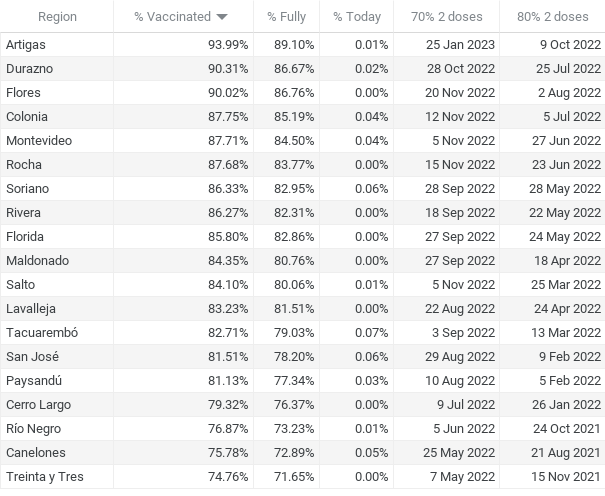 Region % Vaccinated % Fully % Today 70% 2 doses 80% 2 doses
Artigas 93.99% 89.10% 0.01% 25 Jan 2023 9 Oct 2022
Durazno 90.31% 86.67% 0.02% 28 Oct 2022 25 Jul 2022
Flores 90.02% 86.76% 0.00% 20 Nov 2022 2 Aug 2022
Colonia 87.75% 85.19% 0.04% 12 Nov 2022 5 Jul 2022
Montevideo 87.71% 84.50% 0.04% 5 Nov 2022 27 Jun 2022
Rocha 87.68% 83.77% 0.00% 15 Nov 2022 23 Jun 2022
Soriano 86.33% 82.95% 0.06% 28 Sep 2022 28 May 2022
Rivera 86.27% 82.31% 0.00% 18 Sep 2022 22 May 2022
Florida 85.80% 82.86% 0.00% 27 Sep 2022 24 May 2022
Maldonado 84.35% 80.76% 0.00% 27 Sep 2022 18 Apr 2022
Salto 84.10% 80.06% 0.01% 5 Nov 2022 25 Mar 2022
Lavalleja 83.23% 81.51% 0.00% 22 Aug 2022 24 Apr 2022
Tacuarembó 82.71% 79.03% 0.07% 3 Sep 2022 13 Mar 2022
San José 81.51% 78.20% 0.06% 29 Aug 2022 9 Feb 2022
Paysandú 81.13% 77.34% 0.03% 10 Aug 2022 5 Feb 2022
Cerro Largo 79.32% 76.37% 0.00% 9 Jul 2022 26 Jan 2022
Río Negro 76.87% 73.23% 0.01% 5 Jun 2022 24 Oct 2021
Canelones 75.78% 72.89% 0.05% 25 May 2022 21 Aug 2021
Treinta y Tres 74.76% 71.65% 0.00% 7 May 2022 15 Nov 2021